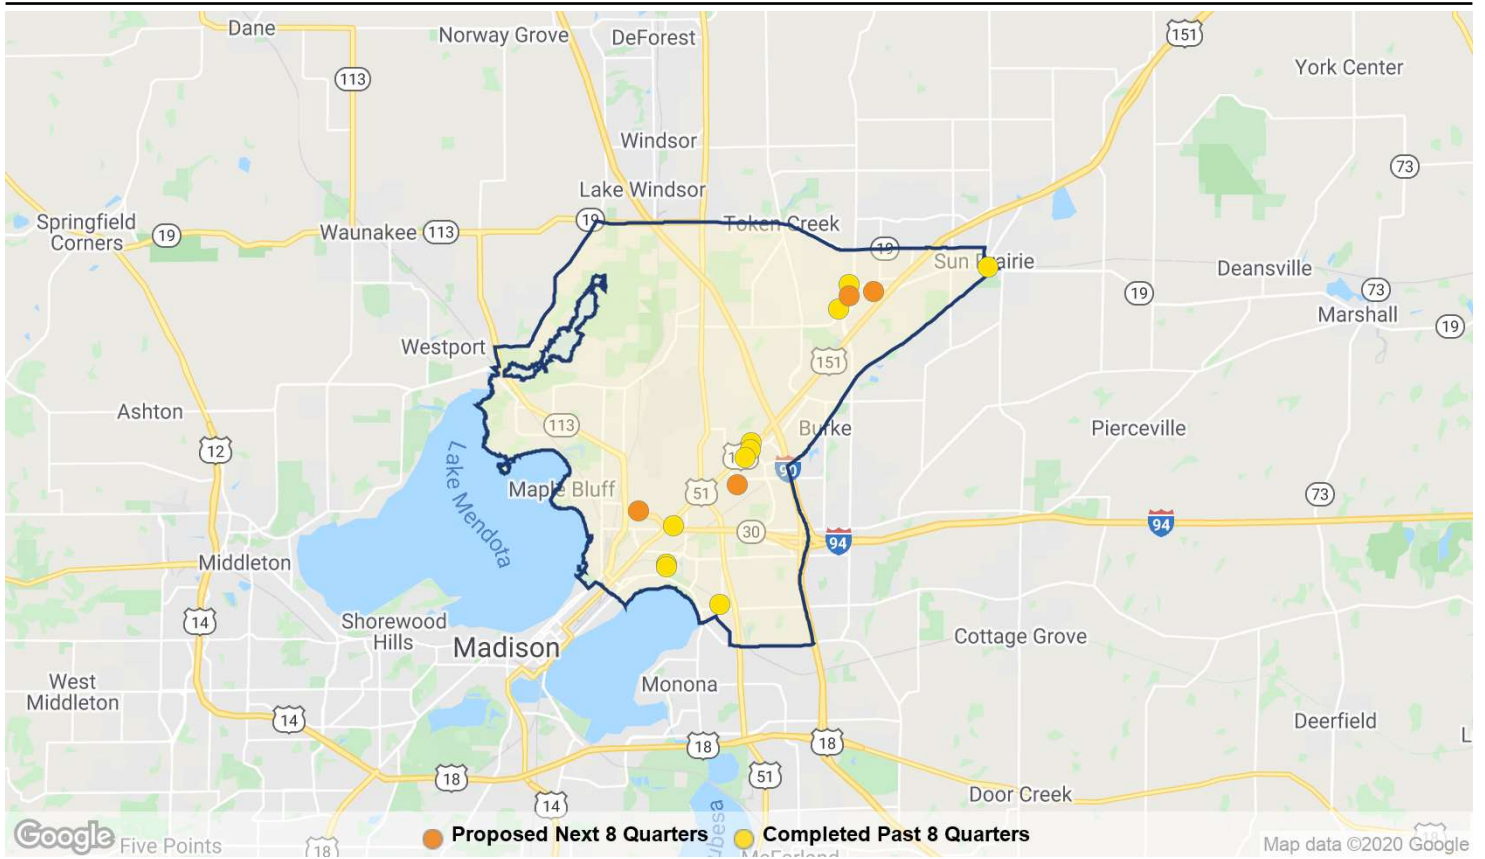 Dane
Norway Grove
DeForest
151
113
York Center
Windsor
73
Lake Windsor
Springfield
Corners
19
Waunakee
113
19
Token Creek
19
Sun Prairie
Deansville
19
73
Marshall
19
Westport
151
Ashton
113
Burke
Pierceville
12
Lake Mendota
90
Maple Bluff
51
73
30
94
94
Middleton
14
Shorewood
Hills
Madison
Cottage Grove
West
Middleton
Monona
14
Deerfield
L
18
18
18
51
14
Door Creek
Google
Five Points
18
Proposed Next 8 Quarters
ubesa
Completed Past 8 Quarters
McFarland
18
Map data ©2020 Google